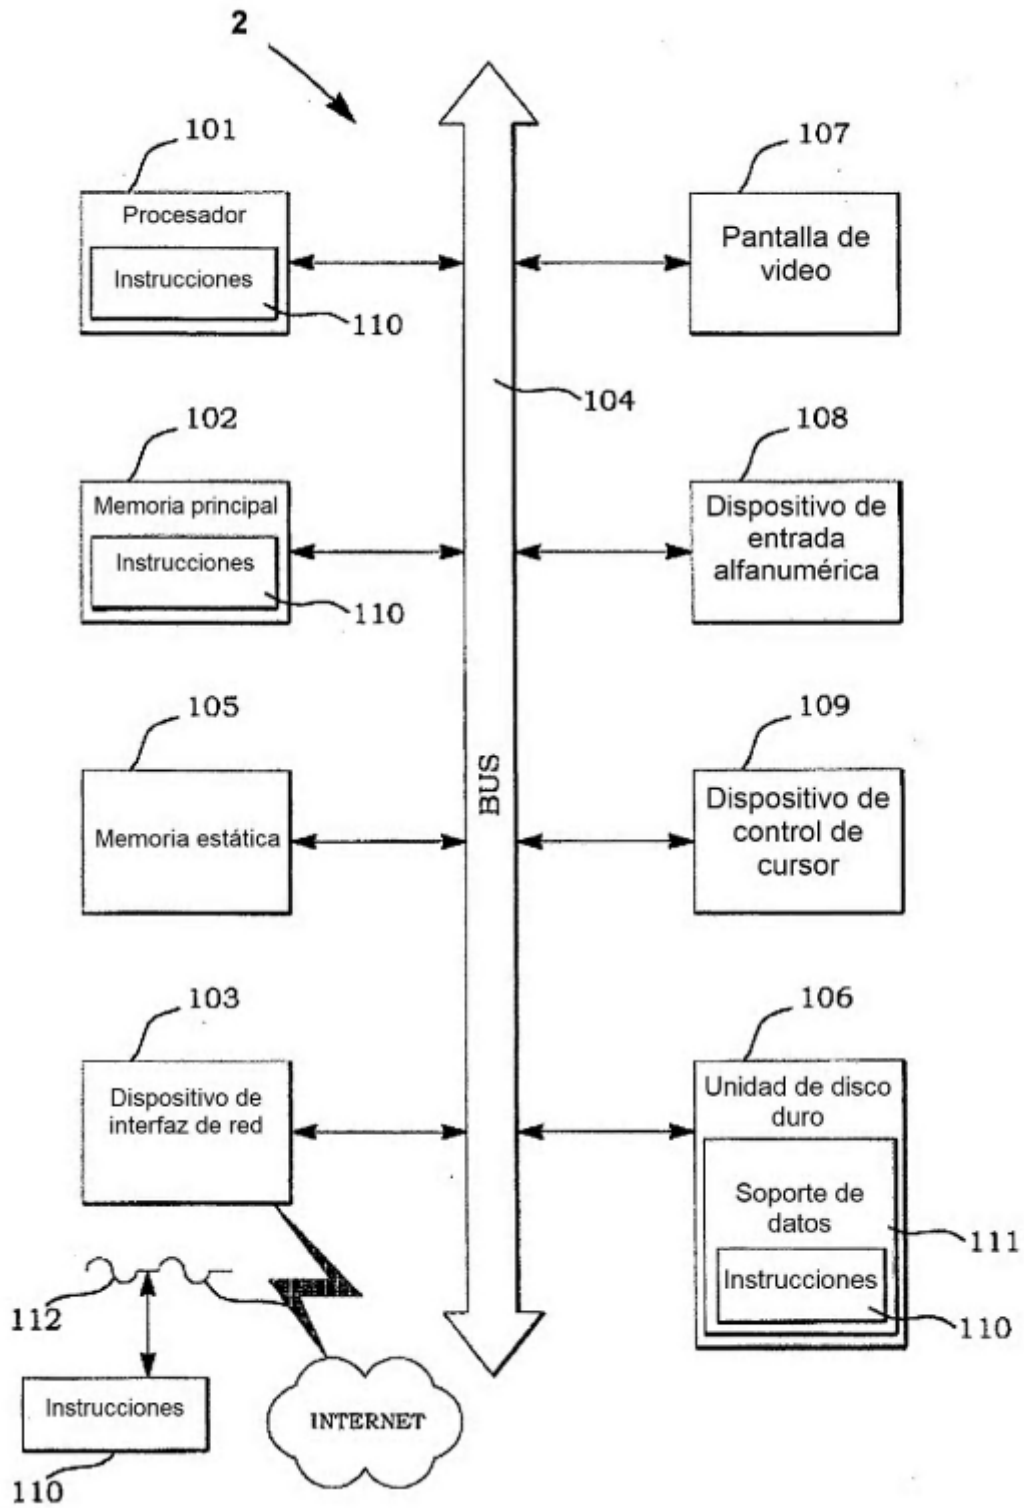 2
101
Procesador
Instrucciones
110
107
Pantalla de
video
104
102
Memoria principal
Instrucciones
110
108
Dispositivo de
entrada
alfanumérica
105
Memoria estática
BUS
109
Dispositivo de
control de
cursor
103
Dispositivo de
interfaz de red
106
Unidad de disco
duro
Soporte de
datos
111
Instrucciones
110
112
Instrucciones
110
INTERNET